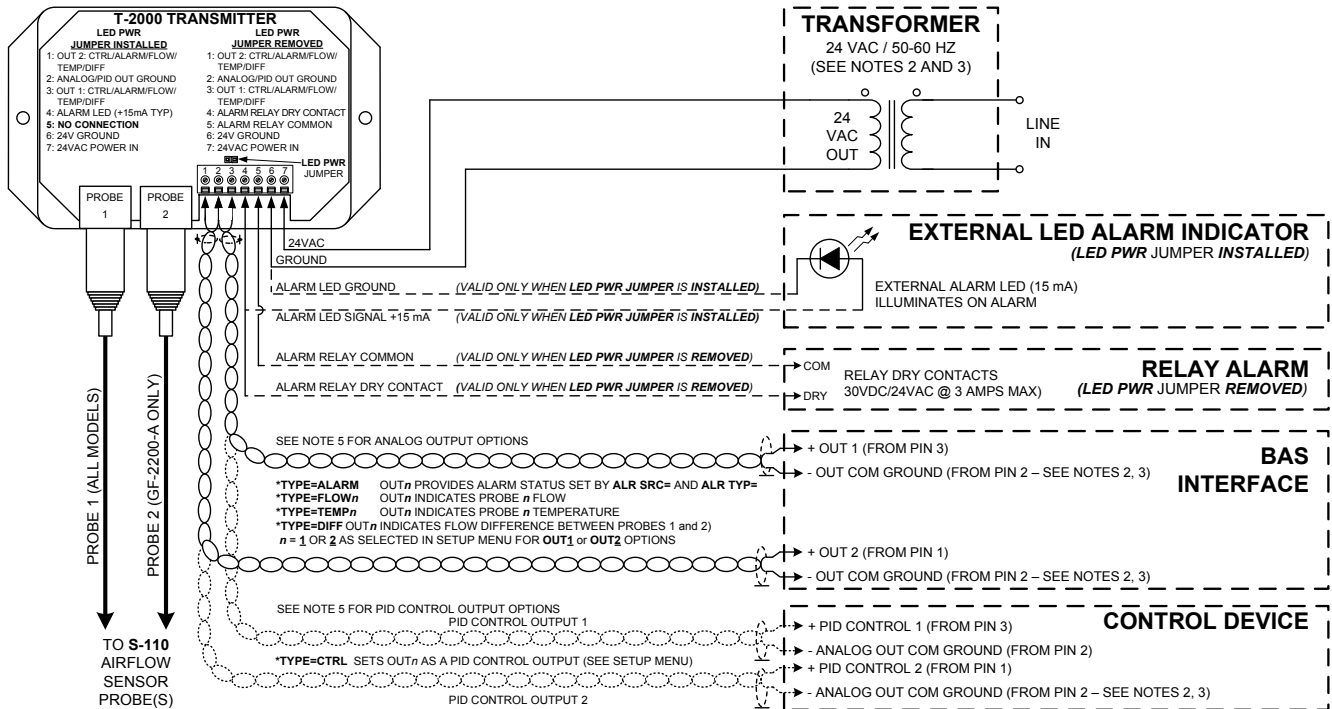 T-2000 TRANSMITTER
LED PWR
JUMPER INSTALLED
1: OUT 2: CTRL/ALARM/FLOW/
TEMP/DIFF
2: ANALOG/PID OUT GROUND
3: OUT 1: CTRL/ALARM/FLOW/
TEMP/DIFF
4: ALARM LED (+15mA TYP)
5: NO CONNECTION
6: 24V GROUND
7: 24VAC POWER IN
LED PWR
JUMPER REMOVED
1: OUT 2: CTRL/ALARM/FLOW/
TEMP/DIFF
2: ANALOG/PID OUT GROUND
3: OUT 1: CTRL/ALARM/FLOW/
TEMP/DIFF
4: ALARM RELAY DRY CONTACT
5: ALARM RELAY COMMON
6: 24V GROUND
7: 24VAC POWER IN
LED PWR
JUMPER
1 2 3 4 5 6 7
PROBE
1
PROBE
2
PROBE 1 (ALL MODELS)
PROBE 2 (GF-2200-A ONLY)
TO S-110
AIRFLOW
SENSOR
PROBE(S)
TRANSFORMER
24 VAC / 50-60 HZ
(SEE NOTES 2 AND 3)
24
VAC
OUT
LINE
IN
24VAC
GROUND
ALARM LED GROUND (VALID ONLY WHEN LED PWR JUMPER IS INSTALLED)
ALARM LED SIGNAL +15 mA (VALID ONLY WHEN LED PWR JUMPER IS INSTALLED)
EXTERNAL LED ALARM INDICATOR
(LED PWR JUMPER INSTALLED)
EXTERNAL ALARM LED (15 mA)
ILLUMINATES ON ALARM
ALARM RELAY COMMON (VALID ONLY WHEN LED PWR JUMPER IS REMOVED)
ALARM RELAY DRY CONTACT (VALID ONLY WHEN LED PWR JUMPER IS REMOVED)
RELAY ALARM
(LED PWR JUMPER REMOVED)
COM
DRY
RELAY DRY CONTACTS
30VDC/24VAC @ 3 AMPS MAX)
SEE NOTE 5 FOR ANALOG OUTPUT OPTIONS
*TYPE=ALARM OUTn PROVIDES ALARM STATUS SET BY ALR SRC= AND ALR TYP=
*TYPE=FLOWn OUTn INDICATES PROBE n FLOW
*TYPE=TEMPn OUTn INDICATES PROBE n TEMPERATURE
*TYPE=DIFF OUTn INDICATES FLOW DIFFERENCE BETWEEN PROBES 1 and 2)
n = 1 OR 2 AS SELECTED IN SETUP MENU FOR OUT1 or OUT2 OPTIONS
BAS
INTERFACE
+ OUT 1 (FROM PIN 3)
- OUT COM GROUND (FROM PIN 2 – SEE NOTES 2, 3)
+ OUT 2 (FROM PIN 1)
- OUT COM GROUND (FROM PIN 2 – SEE NOTES 2, 3)
SEE NOTE 5 FOR PID CONTROL OUTPUT OPTIONS
PID CONTROL OUTPUT 1
*TYPE=CTRL SETS OUTn AS A PID CONTROL OUTPUT (SEE SETUP MENU)
PID CONTROL OUTPUT 2
CONTROL DEVICE
+ PID CONTROL 1 (FROM PIN 3)
- ANALOG OUT COM GROUND (FROM PIN 2)
+ PID CONTROL 2 (FROM PIN 1)
- ANALOG OUT COM GROUND (FROM PIN 2 – SEE NOTES 2, 3)